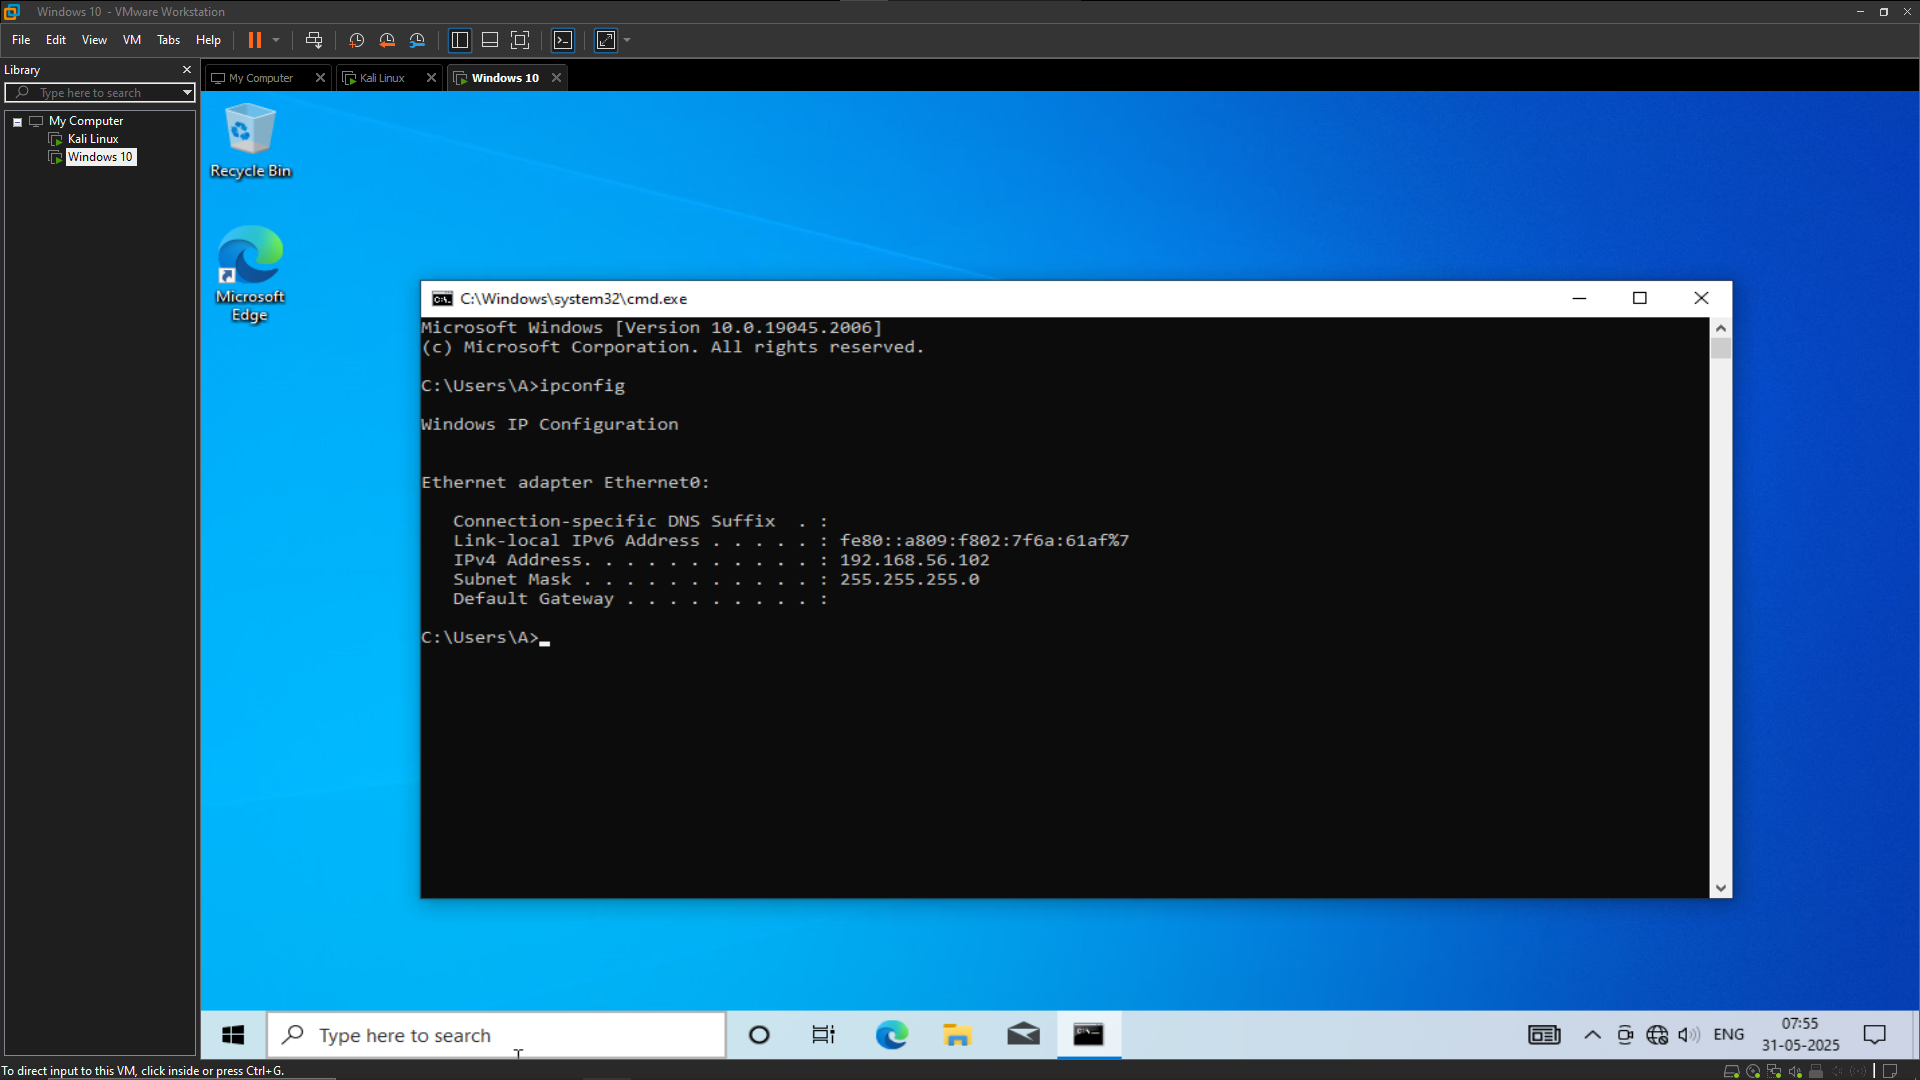 Windows 10 - VMware Workstation
File Edit View VM Tabs Help
Library
Type here to search
My Computer
Kali Linux
Windows 10
My Computer
Kali Linux
Windows 10
Recycle Bin
Microsoft
Edge
C:\Windows\system32\cmd.exe
Microsoft Windows [Version 10.0.19045.2006]
(c) Microsoft Corporation. All rights reserved.
C:\Users\A>ipconfig
Windows IP Configuration
Ethernet adapter Ethernet0:
Connection-specific DNS Suffix . :
Link-local IPv6 Address . . . . . : fe80::a809:f802:7f6a:61af%7
IPv4 Address. . . . . . . . . . . : 192.168.56.102
Subnet Mask . . . . . . . . . . . : 255.255.255.0
Default Gateway . . . . . . . . . :
C:\Users\A>
Type here to search
ENG
07:55
31-05-2025
To direct input to this VM, click inside or press Ctrl+G.